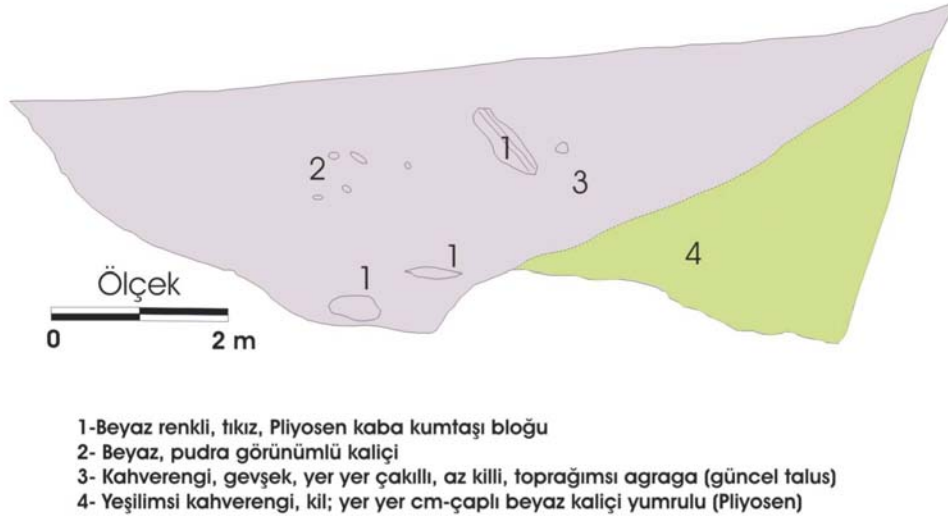 1
2
3
1
1
4
Ölçek
0 2 m
1-Beyaz renkli, tıkız, Pliyosen kaba kumtaşı bloğu
2- Beyaz, pudra görünümlü kaliçi
3- Kahverengi, gevşek, yer yer çakıllı, az killi, toprağımsı agraga (güncel talus)
4- Yeşilimsi kahverengi, kil; yer yer cm-çaplı beyaz kaliçi yumrulu (Pliyosen)